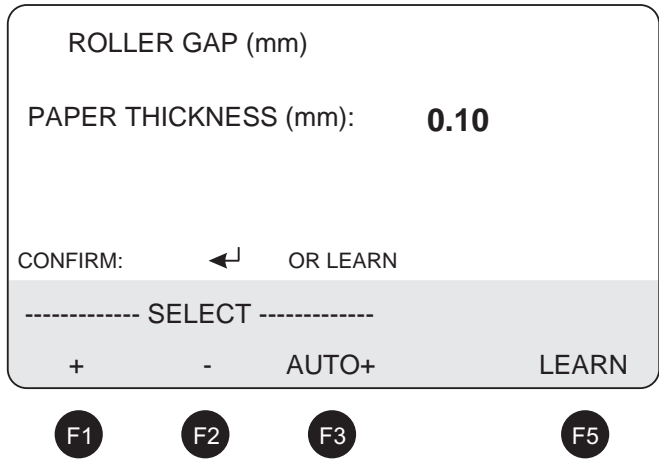 ROLLER GAP (mm)
PAPER THICKNESS (mm): 0.10
CONFIRM: ↵ OR LEARN
------------- SELECT -------------
+ - AUTO+ LEARN
F1 F2 F3 F5